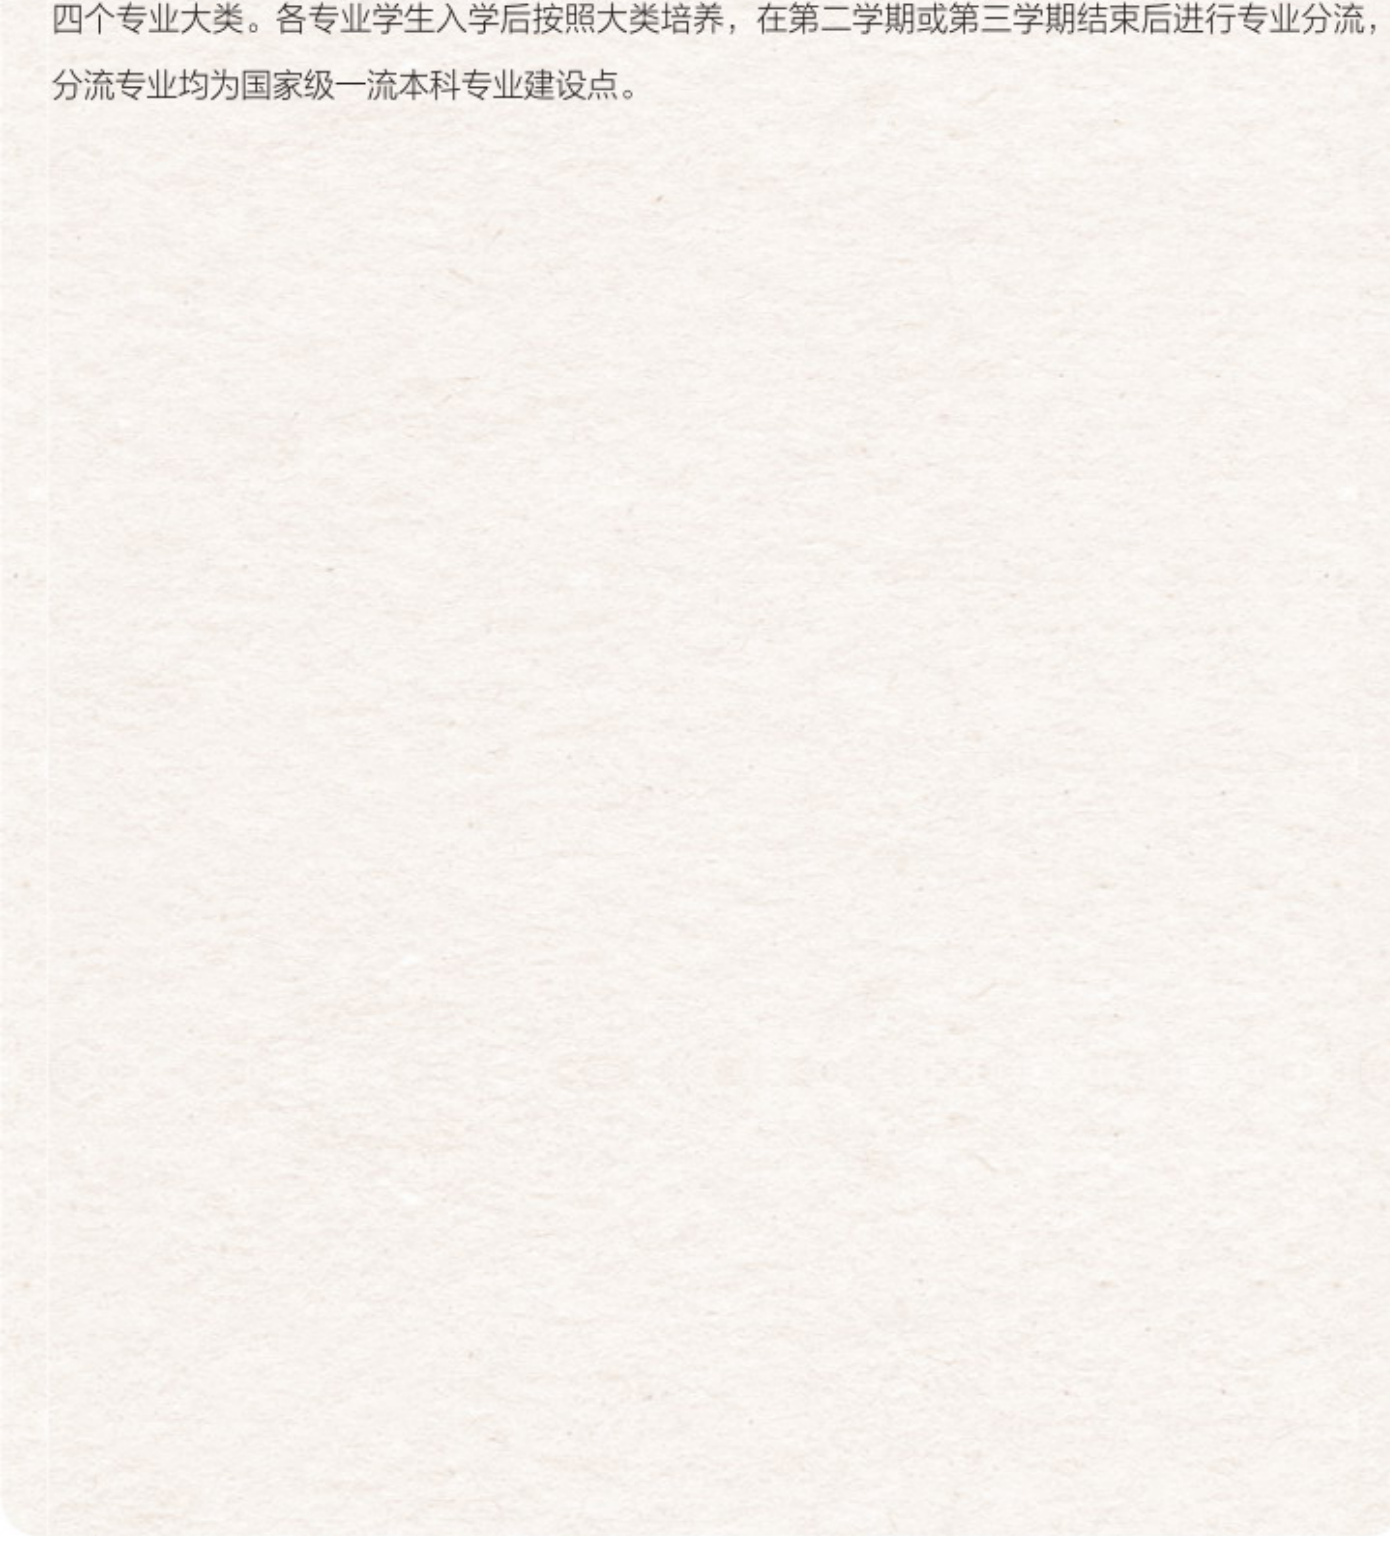 四个专业大类。各专业学生入学后按照大类培养，在第二学期或第三学期结束后进行专业分流，
分流专业均为国家级一流本科专业建设点。